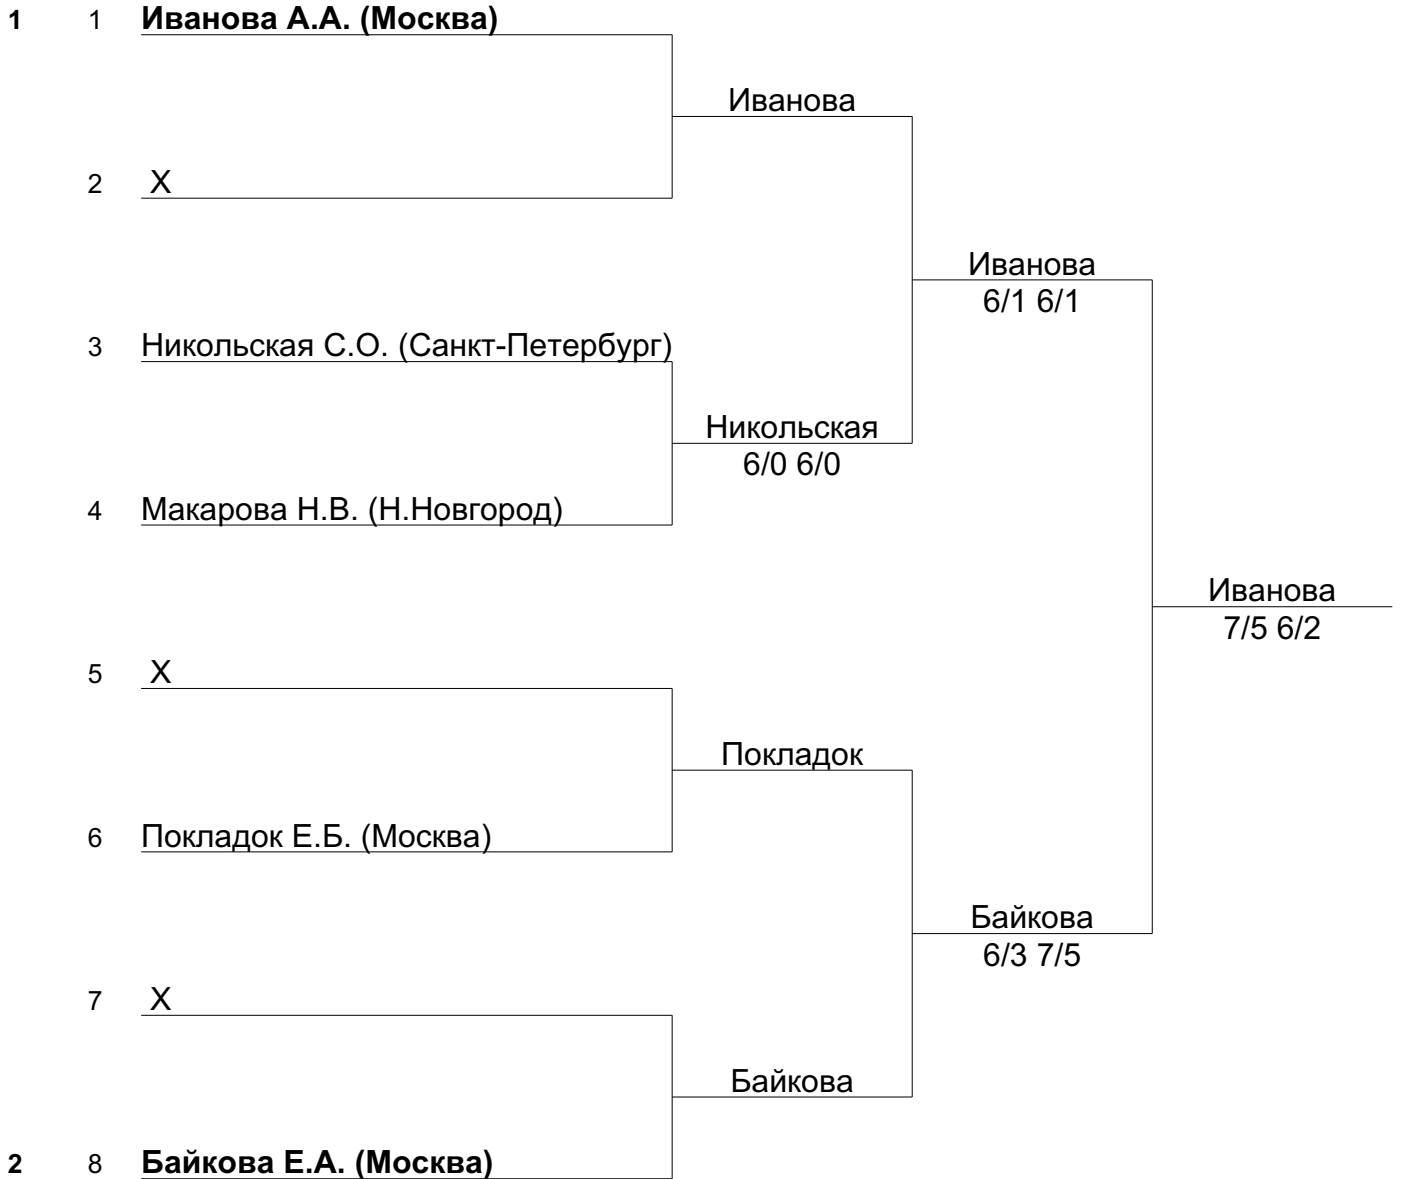 1 1 Иванова А.А. (Москва)
Иванова
2 X
Иванова
6/1 6/1
3 Никольская С.О. (Санкт-Петербург)
Никольская
6/0 6/0
4 Макарова Н.В. (Н.Новгород)
Иванова
7/5 6/2
5 X
Покладок
6 Покладок Е.Б. (Москва)
Байкова
6/3 7/5
7 X
Байкова
2 8 Байкова Е.А. (Москва)